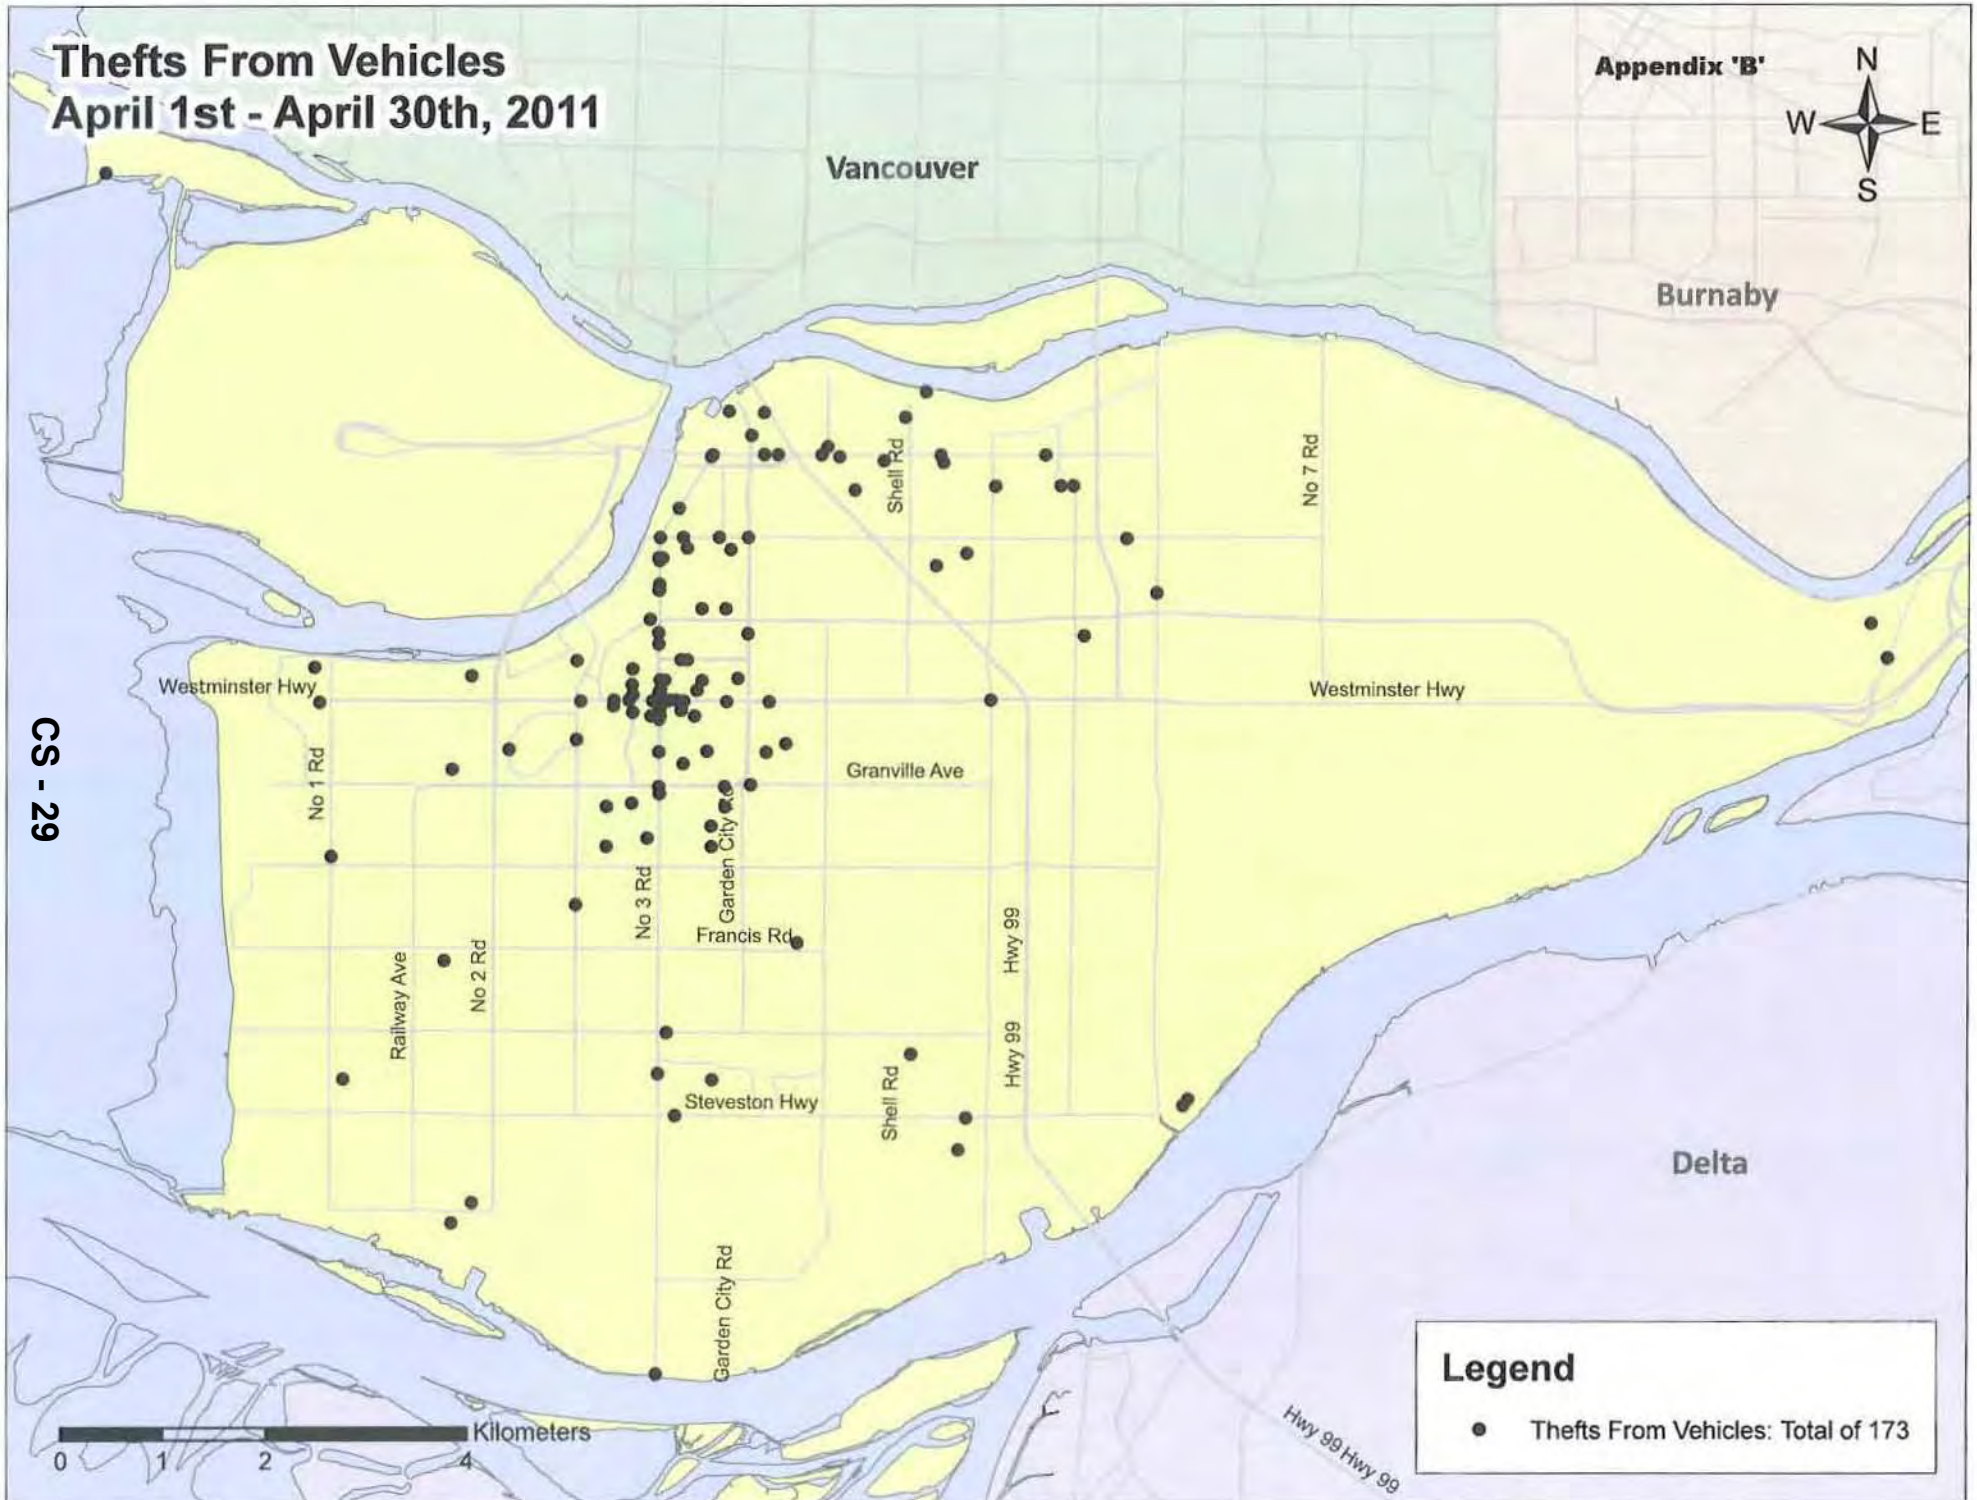 Thefts From Vehicles
April 1st - April 30th, 2011
Appendix 'B'
N
W
E
S
Vancouver
Burnaby
Shell Rd
No 7 Rd
Westminster Hwy
Westminster Hwy
CS - 29
No 1 Rd
Granville Ave
Garden City Rd
No 3 Rd
Francis Rd
Hwy 99
Railway Ave
No 2 Rd
Hwy 99
Shell Rd
Steveston Hwy
Delta
Garden City Rd
Legend
Thefts From Vehicles: Total of 173
Kilometers
0 1 2 4
Hwy 99 Hwy 99